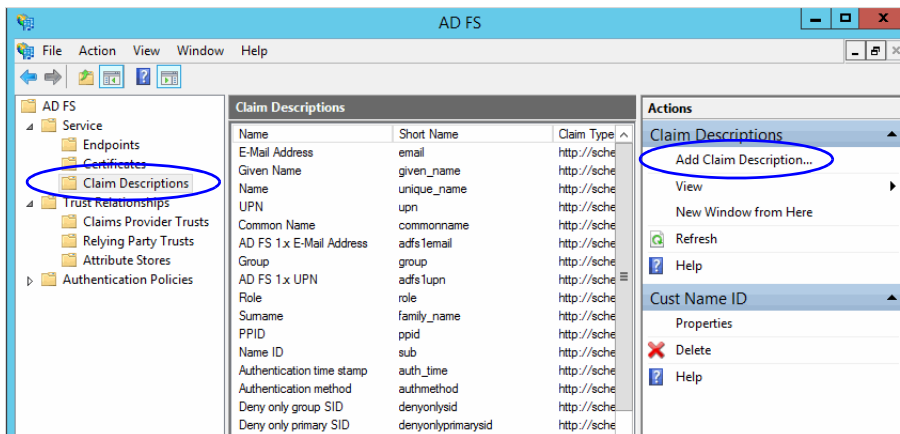 AD FS
File Action View Window Help
AD FS
Service
Endpoints
Certificates
Claim Descriptions
Trust Relationships
Claims Provider Trusts
Relying Party Trusts
Attribute Stores
Authentication Policies
Claim Descriptions
Name Short Name Claim Type
E-Mail Address email http://sche
Given Name given_name http://sche
Name unique_name http://sche
UPN upn http://sche
Common Name commonname http://sche
AD FS 1.x E-Mail Address adfs1email http://sche
Group group http://sche
AD FS 1.x UPN adfs1upn http://sche
Role role http://sche
Surname family_name http://sche
PPID ppid http://sche
Name ID sub http://sche
Authentication time stamp auth_time http://sche
Authentication method authmethod http://sche
Deny only group SID denyonlysid http://sche
Deny only primary SID denyonlyprimarysid http://sche
Actions
Claim Descriptions
Add Claim Description...
View
New Window from Here
Refresh
Help
Cust Name ID
Properties
Delete
Help